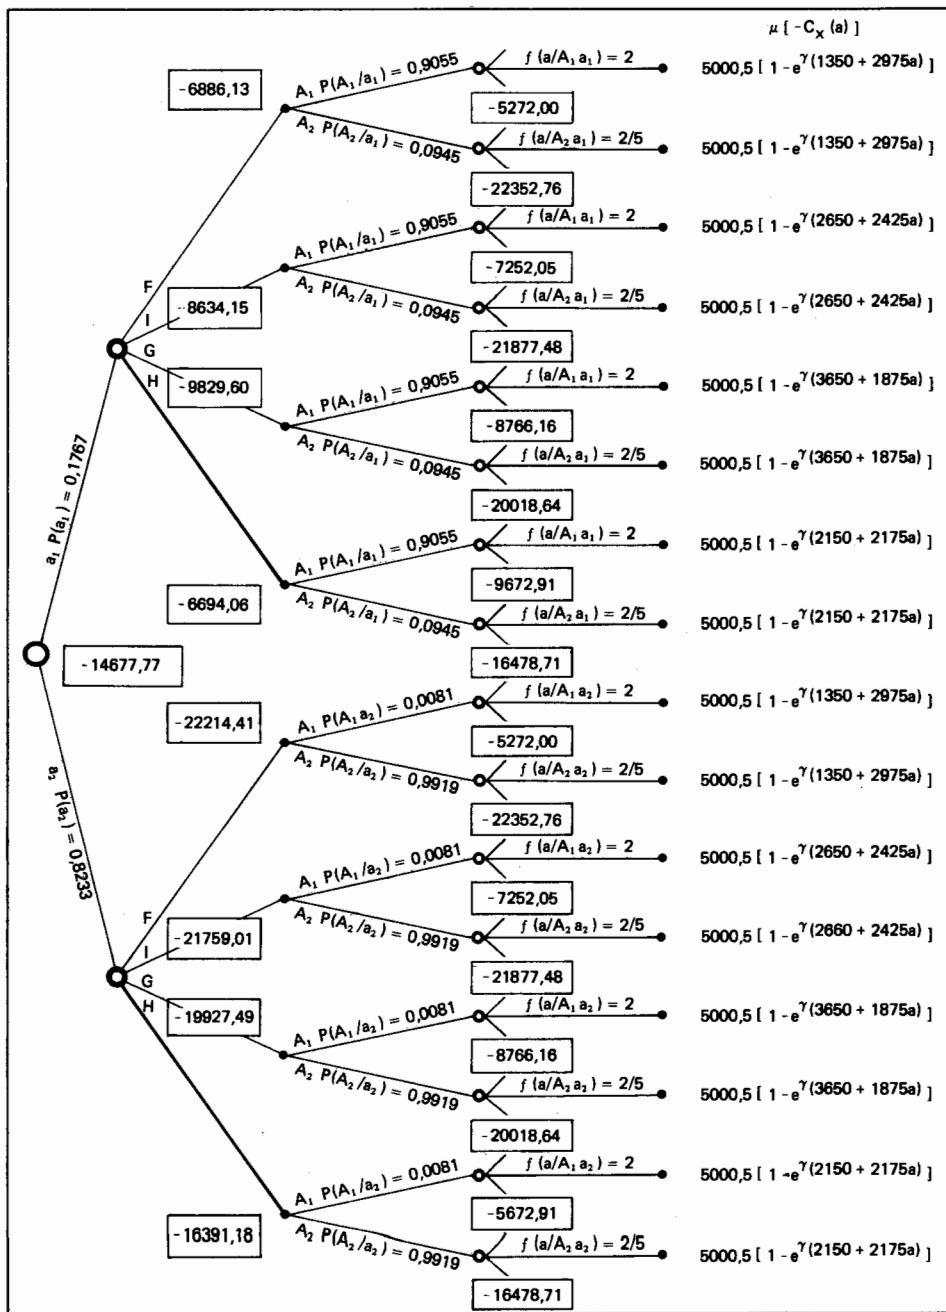 μ [ -Cₓ (a) ]
A₁ P(A₁/a₁) = 0,9055
f (a/A₁ a₁) = 2
5000,5 [ 1 - e^γ(1350 + 2975a) ]
-6886,13
-5272,00
A₂ P(A₂/a₁) = 0,0945
f (a/A₂ a₁) = 2/5
5000,5 [ 1 - e^γ(1350 + 2975a) ]
-22352,76
A₁ P(A₁/a₁) = 0,9055
f (a/A₁ a₁) = 2
5000,5 [ 1 - e^γ(2650 + 2425a) ]
-7252,05
F
I
-8634,15
A₂ P(A₂/a₁) = 0,0945
f (a/A₂ a₁) = 2/5
5000,5 [ 1 - e^γ(2650 + 2425a) ]
-21877,48
G
H
-9829,60
A₁ P(A₁/a₁) = 0,9055
f (a/A₁ a₁) = 2
5000,5 [ 1 - e^γ(3650 + 1875a) ]
-8766,16
A₂ P(A₂/a₁) = 0,0945
f (a/A₂ a₁) = 2/5
5000,5 [ 1 - e^γ(3650 + 1875a) ]
-20018,64
a₁ P(a₁) = 0,1767
A₁ P(A₁/a₁) = 0,9055
f (a/A₁ a₁) = 2
5000,5 [ 1 - e^γ(2150 + 2175a) ]
-9672,91
-6694,06
A₂ P(A₂/a₁) = 0,0945
f (a/A₂ a₁) = 2/5
5000,5 [ 1 - e^γ(2150 + 2175a) ]
-16478,71
-14677,77
A₁ P(A₁ a₂) = 0,0081
f (a/A₁ a₂) = 2
5000,5 [ 1 - e^γ(1350 + 2975a) ]
-22214,41
-5272,00
A₂ P(A₂/a₂) = 0,9919
f (a/A₂ a₂) = 2/5
5000,5 [ 1 - e^γ(1350 + 2975a) ]
-22352,76
a₂ P(a₂) = 0,8233
A₁ P(A₁/a₂) = 0,0081
f (a/A₁ a₂) = 2
5000,5 [ 1 - e^γ(2650 + 2425a) ]
-7252,05
F
I
-21759,01
A₂ P(A₂/a₂) = 0,9919
f (a/A₂ a₂) = 2/5
5000,5 [ 1 - e^γ(2660 + 2425a) ]
-21877,48
G
H
-19927,49
A₁ P(A₁/a₂) = 0,0081
f (a/A₁ a₂) = 2
5000,5 [ 1 - e^γ(3650 + 1875a) ]
-8766,16
A₂ P(A₂/a₂) = 0,9919
f (a/A₂ a₂) = 2/5
5000,5 [ 1 - e^γ(3650 + 1875a) ]
-20018,64
A₁ P(A₁/a₂) = 0,0081
f (a/A₁ a₂) = 2
5000,5 [ 1 - e^γ(2150 + 2175a) ]
-5672,91
-16391,18
A₂ P(A₂/a₂) = 0,9919
f (a/A₂ a₂) = 2/5
5000,5 [ 1 - e^γ(2150 + 2175a) ]
-16478,71